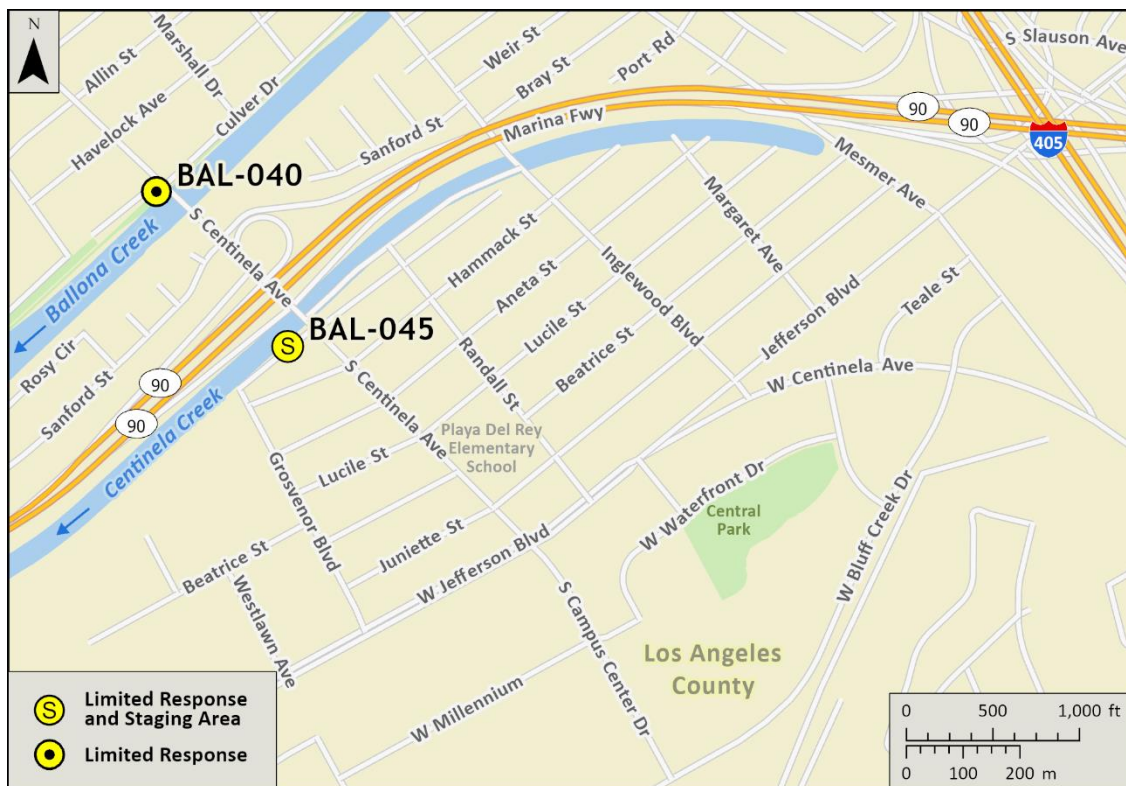 N
Allin St
Marshall Dr
Havelock Ave
Culver Dr
Weir St
Bray St
Port Rd
S Slauson Ave
Sanford St
Marina Fwy
90
90
405
BAL-040
Mesmer Ave
S Centinela Ave
Margaret Ave
Hammack St
Ballona Creek
Aneta St
Inglewood Blvd
Teale St
BAL-045
S
Lucile St
Jefferson Blvd
Rosy Cir
Beatrice St
Randall St
S Centinela Ave
W Centinela Ave
Sanford St
90
90
Centinela Creek
Playa Del Rey
Elementary
School
Lucile St
Grosvenor Blvd
W Waterfront Dr
Central
Park
W Bluff Creek Dr
Juniette St
W Jefferson Blvd
Beatrice St
Westlawn Ave
S Campus Center Dr
Los Angeles
County
W Millennium
S
Limited Response
and Staging Area
Limited Response
0 500 1,000 ft
0 100 200 m